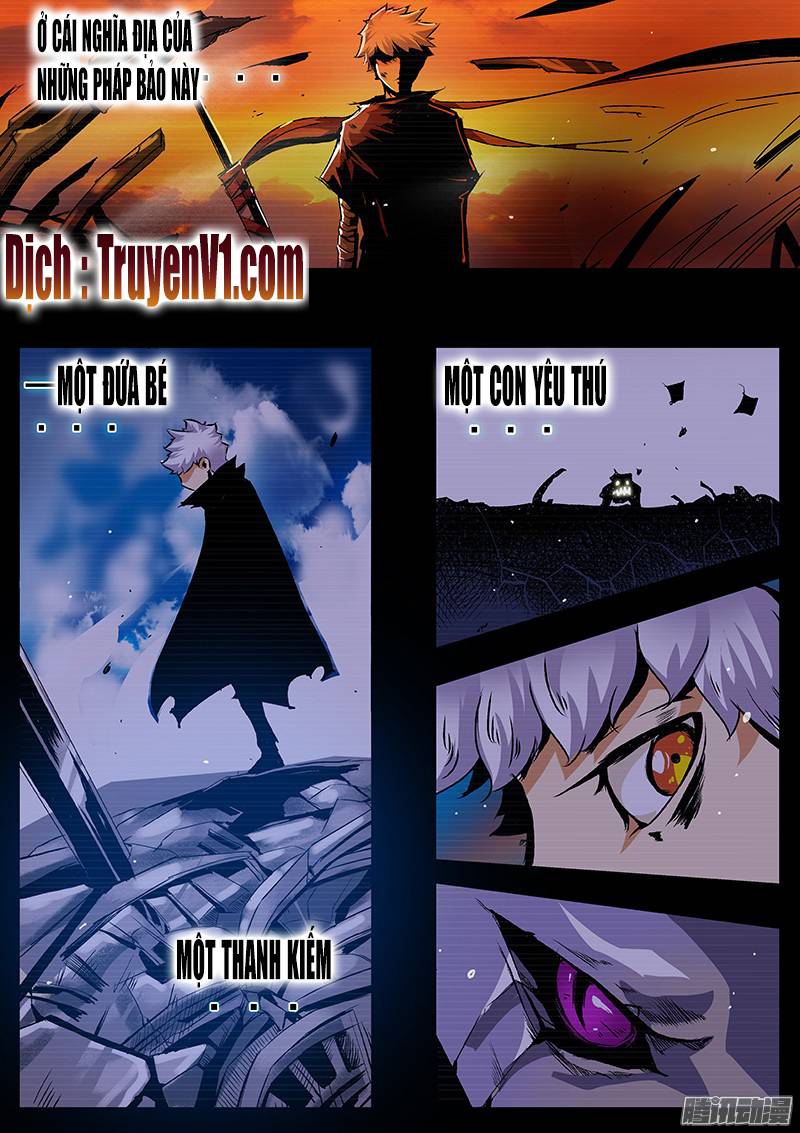 Ở CÁI NGHĨA ĐỊA CỦA
NHỮNG PHÁP BẢO NÀY . . .
Dịch : TruyenV1.com
— MỘT ĐỨA BÉ
. . .
MỘT CON YÊU THÚ
. . .
MỘT THANH KIẾM
. . .
腾讯动漫